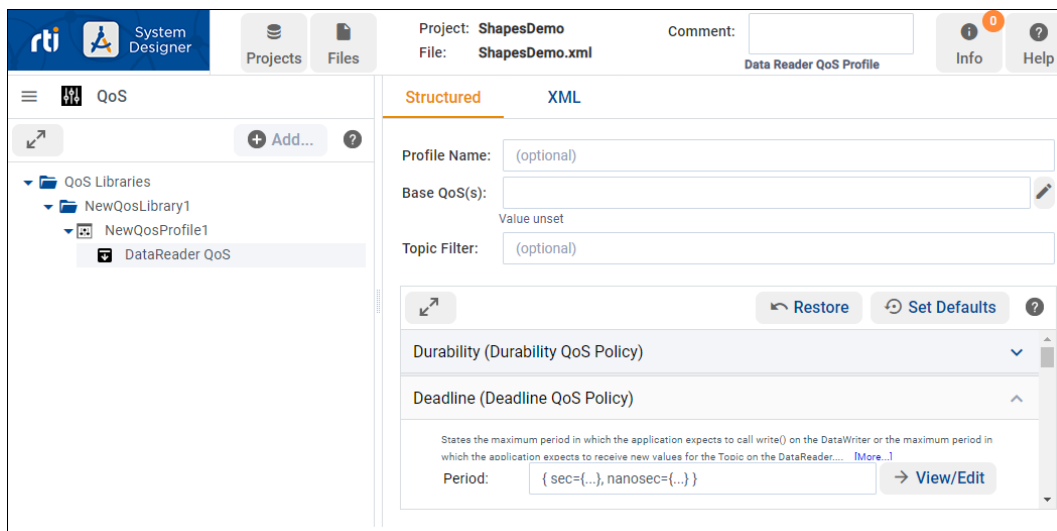 rti
System
Designer
Projects
Files
Project: ShapesDemo
File: ShapesDemo.xml
Comment:
Data Reader QoS Profile
0
Info
? Help
QoS
Add...
?
QoS Libraries
NewQosLibrary1
NewQosProfile1
DataReader QoS
Structured
XML
Profile Name: (optional)
Base QoS(s):
Value unset
Topic Filter: (optional)
Restore
Set Defaults
?
Durability (Durability QoS Policy)
Deadline (Deadline QoS Policy)
States the maximum period in which the application expects to call write() on the DataWriter or the maximum period in
which the application expects to receive new values for the Topic on the DataReader.... [More...]
Period: { sec={...}, nanosec={...} }
View/Edit